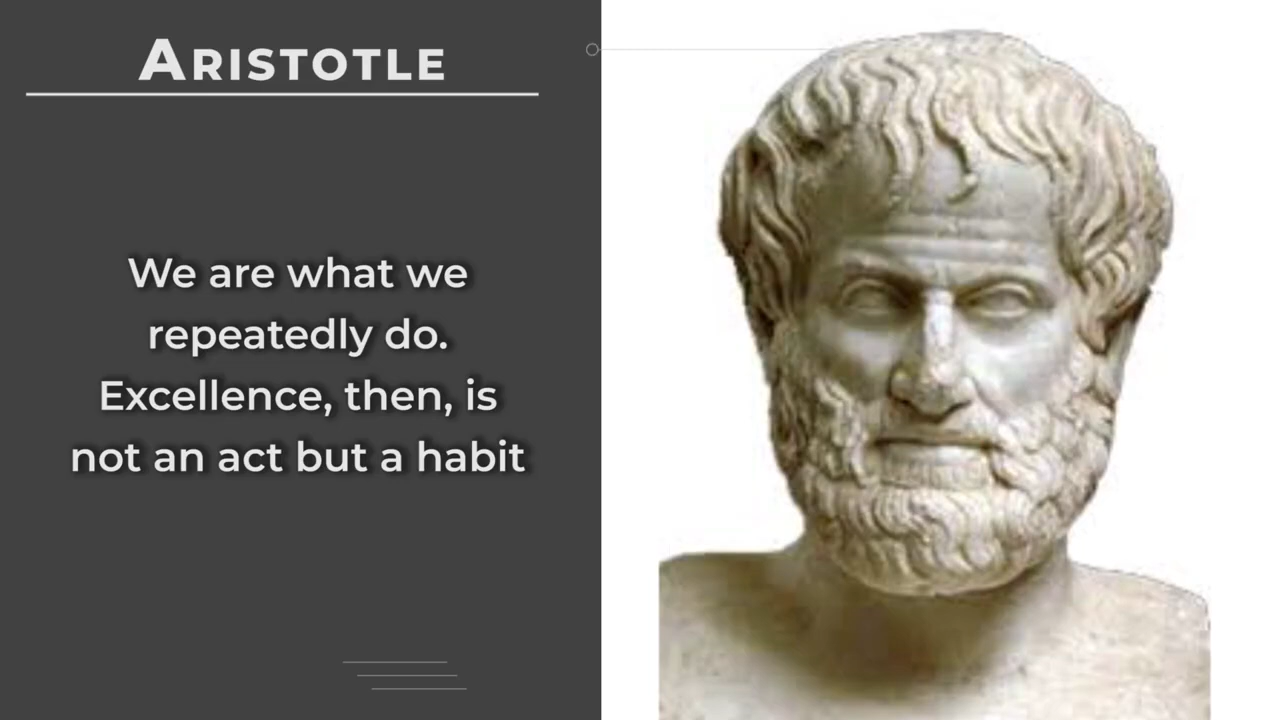 ARISTOTLE
We are what we
repeatedly do.
Excellence, then, is
not an act but a habit